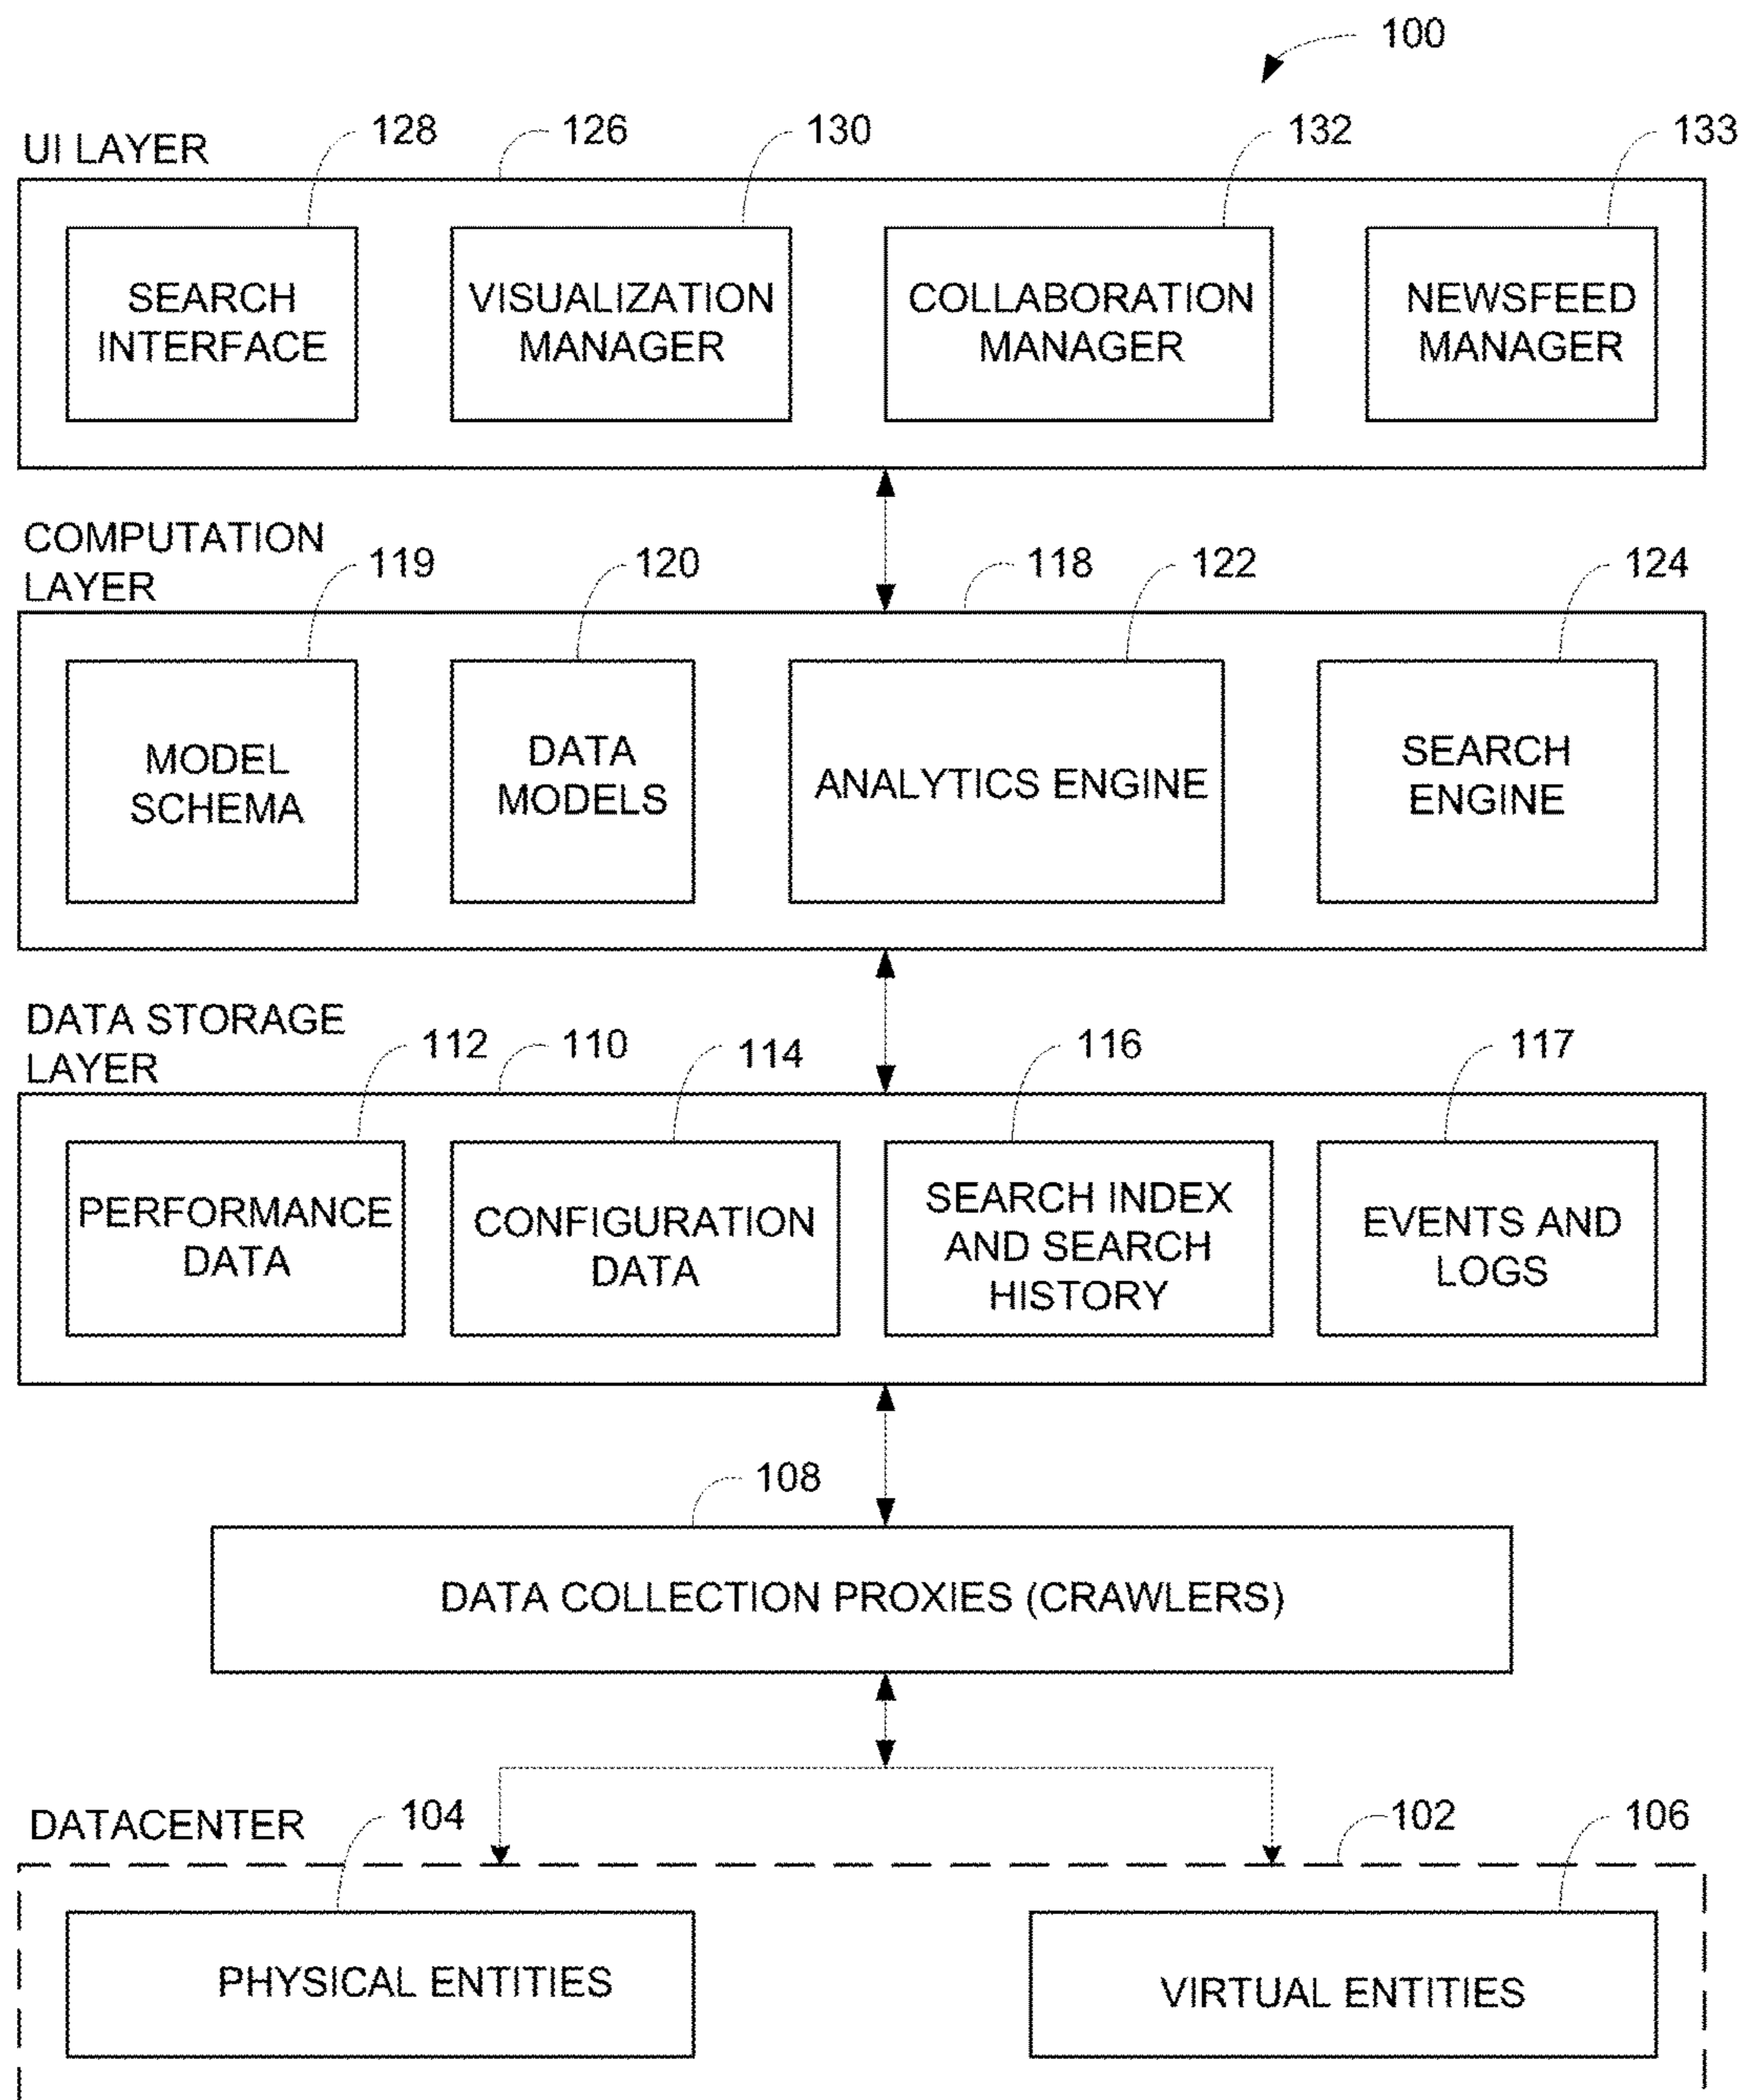 100
UI LAYER
128
126
130
132
133
SEARCH
INTERFACE
VISUALIZATION
MANAGER
COLLABORATION
MANAGER
NEWSFEED
MANAGER
COMPUTATION
LAYER
119
120
118
122
124
MODEL
SCHEMA
DATA
MODELS
ANALYTICS ENGINE
SEARCH
ENGINE
DATA STORAGE
LAYER
112
110
114
116
117
PERFORMANCE
DATA
CONFIGURATION
DATA
SEARCH INDEX
AND SEARCH
HISTORY
EVENTS AND
LOGS
108
DATA COLLECTION PROXIES (CRAWLERS)
DATACENTER
104
102
106
PHYSICAL ENTITIES
VIRTUAL ENTITIES